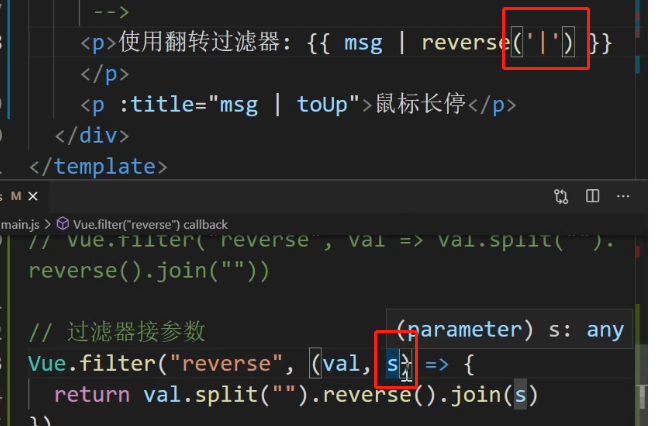 -->
<p>使用翻转过滤器: {{ msg | reverse('|') }}
</p>
<p :title="msg | toUp">鼠标长停</p>
</div>
</template>
M ✕ ···
main.js > Vue.filter("reverse") callback
// Vue.filter("reverse", val => val.split("").
reverse().join(""))
// 过滤器接参数
(parameter) s: any
Vue.filter("reverse", (val, s) => {
return val.split("").reverse().join(s)
})